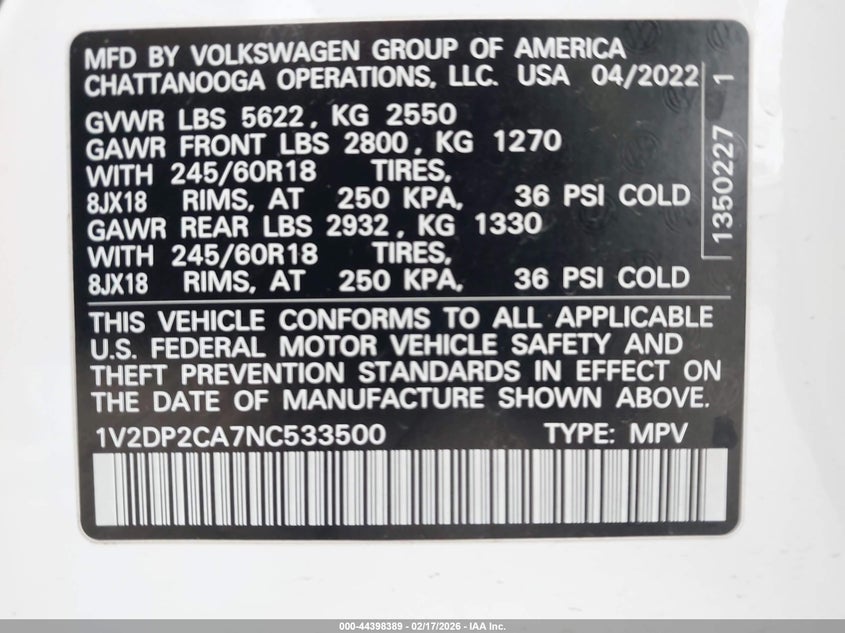 MFD BY VOLKSWAGEN GROUP OF AMERICA
CHATTANOOGA OPERATIONS, LLC. USA 04/2022
GVWR LBS 5622, KG 2550
GAWR FRONT LBS 2800, KG 1270
WITH 245/60R18 TIRES,
8JX18 RIMS, AT 250 KPA, 36 PSI COLD
GAWR REAR LBS 2932, KG 1330
WITH 245/60R18 TIRES,
8JX18 RIMS, AT 250 KPA, 36 PSI COLD
1350227 1
THIS VEHICLE CONFORMS TO ALL APPLICABLE
U.S. FEDERAL MOTOR VEHICLE SAFETY AND
THEFT PREVENTION STANDARDS IN EFFECT ON
THE DATE OF MANUFACTURE SHOWN ABOVE.
1V2DP2CA7NC533500 TYPE: MPV
000-44398389 - 02/17/2026 - IAA Inc.